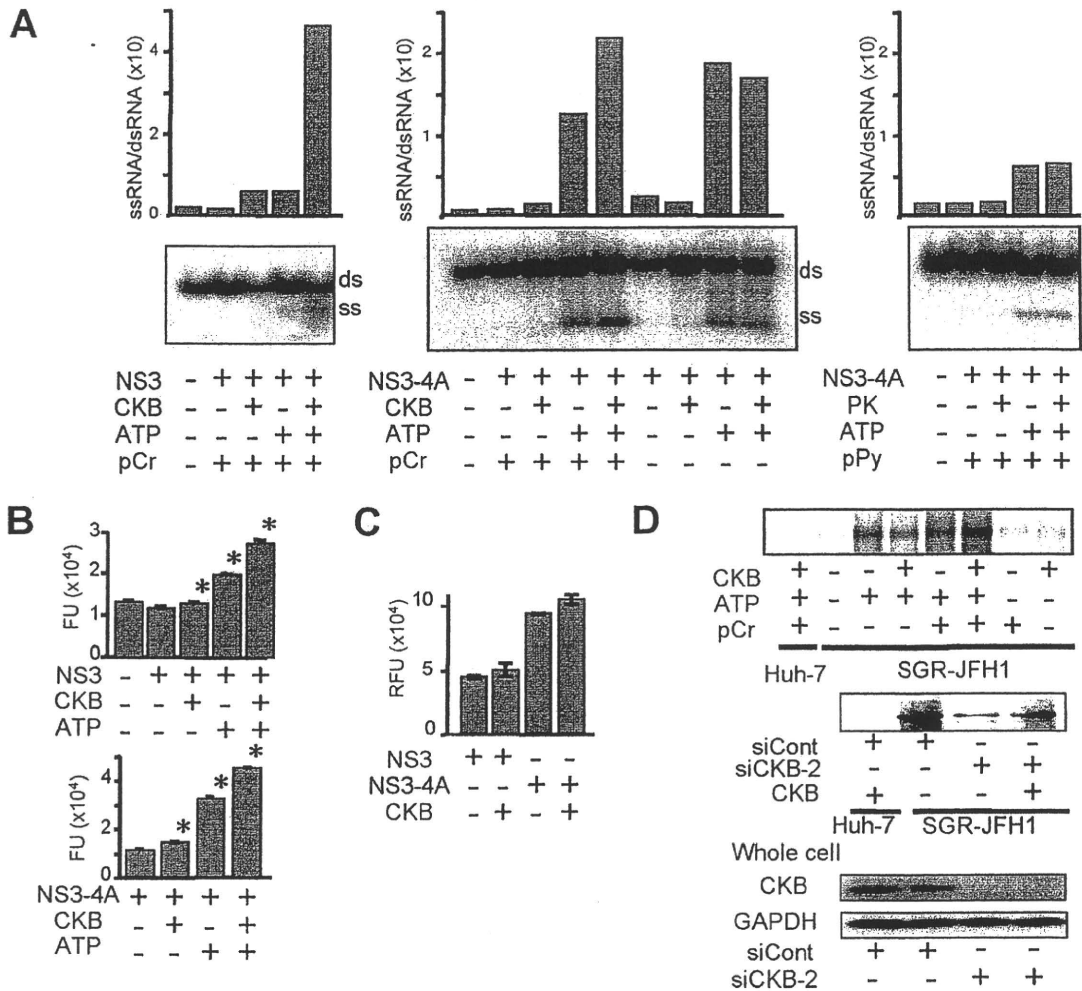 A
ssRNA/dsRNA (x10)
4
2
0
ds
ss
NS3 - + + + +
CKB - - + - +
ATP - - - + +
pCr - + + + +
ssRNA/dsRNA (x10)
2
1
0
ds
ss
NS3-4A - + + + + + + + +
CKB - - + - + - + - +
ATP - - - + + - - + +
pCr - + + + + - - - -
ssRNA/dsRNA (x10)
2
1
0
NS3-4A - + + + +
PK - - + - +
ATP - - - + +
pPy - + + + +
B
FU (x10⁴)
3
2
1
0
* * *
NS3 - + + + +
CKB - - + - +
ATP - - - + +
FU (x10⁴)
4
2
0
* * *
NS3-4A + + + +
CKB - + - +
ATP - - + +
C
RFU (x10⁴)
10
5
0
NS3 + + - -
NS3-4A - - + +
CKB - + - +
D
CKB + - - + - + - +
ATP + - + + + + - -
pCr + - - - + + + -
Huh-7 SGR-JFH1
siCont + + - -
siCKB-2 - - + +
CKB + - - +
Huh-7 SGR-JFH1
Whole cell
CKB
GAPDH
siCont + + - -
siCKB-2 - - + +